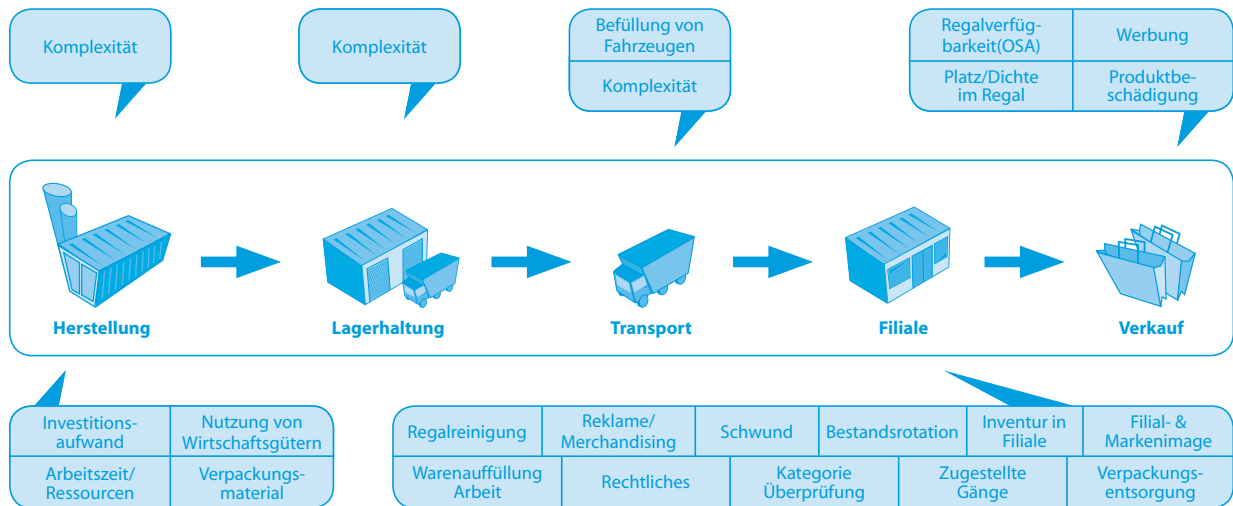 Komplexität
Komplexität
Befüllung von
Fahrzeugen
Komplexität
Regalverfüg-
barkeit(OSA)
Werbung
Platz/Dichte
im Regal
Produktbe-
schädigung
Herstellung
Lagerhaltung
Transport
Filiale
Verkauf
Investitions-
aufwand
Nutzung von
Wirtschaftsgütern
Arbeitszeit/
Ressourcen
Verpackungs-
material
Regalreinigung
Reklame/
Merchandising
Schwund
Bestandsrotation
Inventur in
Filiale
Filial- &
Markenimage
Warenauffüllung
Arbeit
Rechtliches
Kategorie
Überprüfung
Zugestellte
Gänge
Verpackungs-
entsorgung